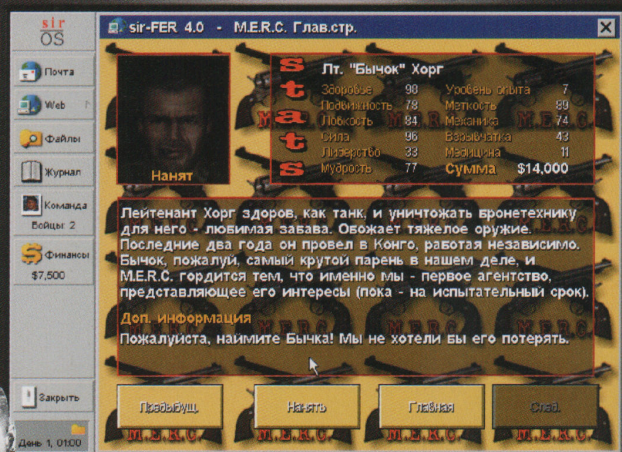 sir
OS
sir-FER 4.0 - M.E.R.C. Глав.стр.
Почта
Web
Файлы
Журнал
Команда
Бойцы: 2
Финансы
$7,500
Закрыть
День 1, 01:00
Нанят
Stats
Лт. "Бычок" Хорг
Здоровье 98 Уровень опыта 7
Подвижность 78 Меткость 89
Ловкость 84 Механика 74
Сила 96 Взрывчатка 43
Лидерство 33 Медицина 11
Мудрость 77 Сумма $14,000
Лейтенант Хорг здоров, как танк, и уничтожать бронетехнику
для него - любимая забава. Обожает тяжелое оружие.
Последние два года он провел в Конго, работая независимо.
Бычок, пожалуй, самый крутой парень в нашем деле, и
M.E.R.C. гордится тем, что именно мы - первое агентство,
представляющее его интересы (пока - на испытательный срок).
Доп. информация
Пожалуйста, наймите Бычка! Мы не хотели бы его потерять.
Предыдущ.
Нанять
Главная
След.
M.E.R.C. M.E.R.C. M.E.R.C. M.E.R.C.